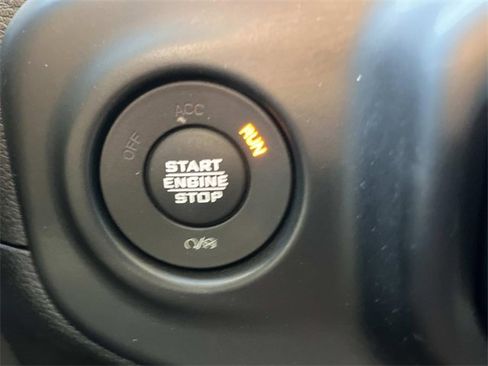 ACC
OFF
RUN
START
ENGINE
STOP